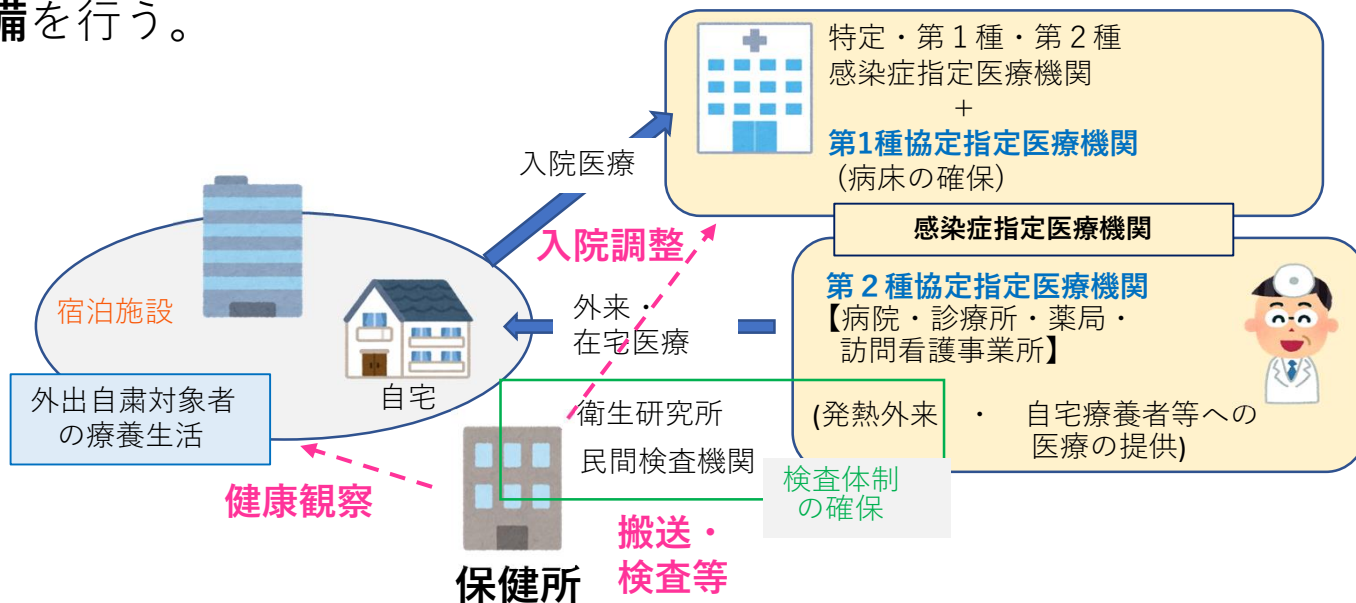 備を行う。
特定・第１種・第２種
感染症指定医療機関
+
第1種協定指定医療機関
(病床の確保)
感染症指定医療機関
第２種協定指定医療機関
【病院・診療所・薬局・
訪問看護事業所】
(発熱外来 ・ 自宅療養者等への
医療の提供)
入院医療
入院調整
外来・
在宅医療
宿泊施設
自宅
外出自粛対象者
の療養生活
衛生研究所
民間検査機関
検査体制
の確保
健康観察
搬送・
検査等
保健所